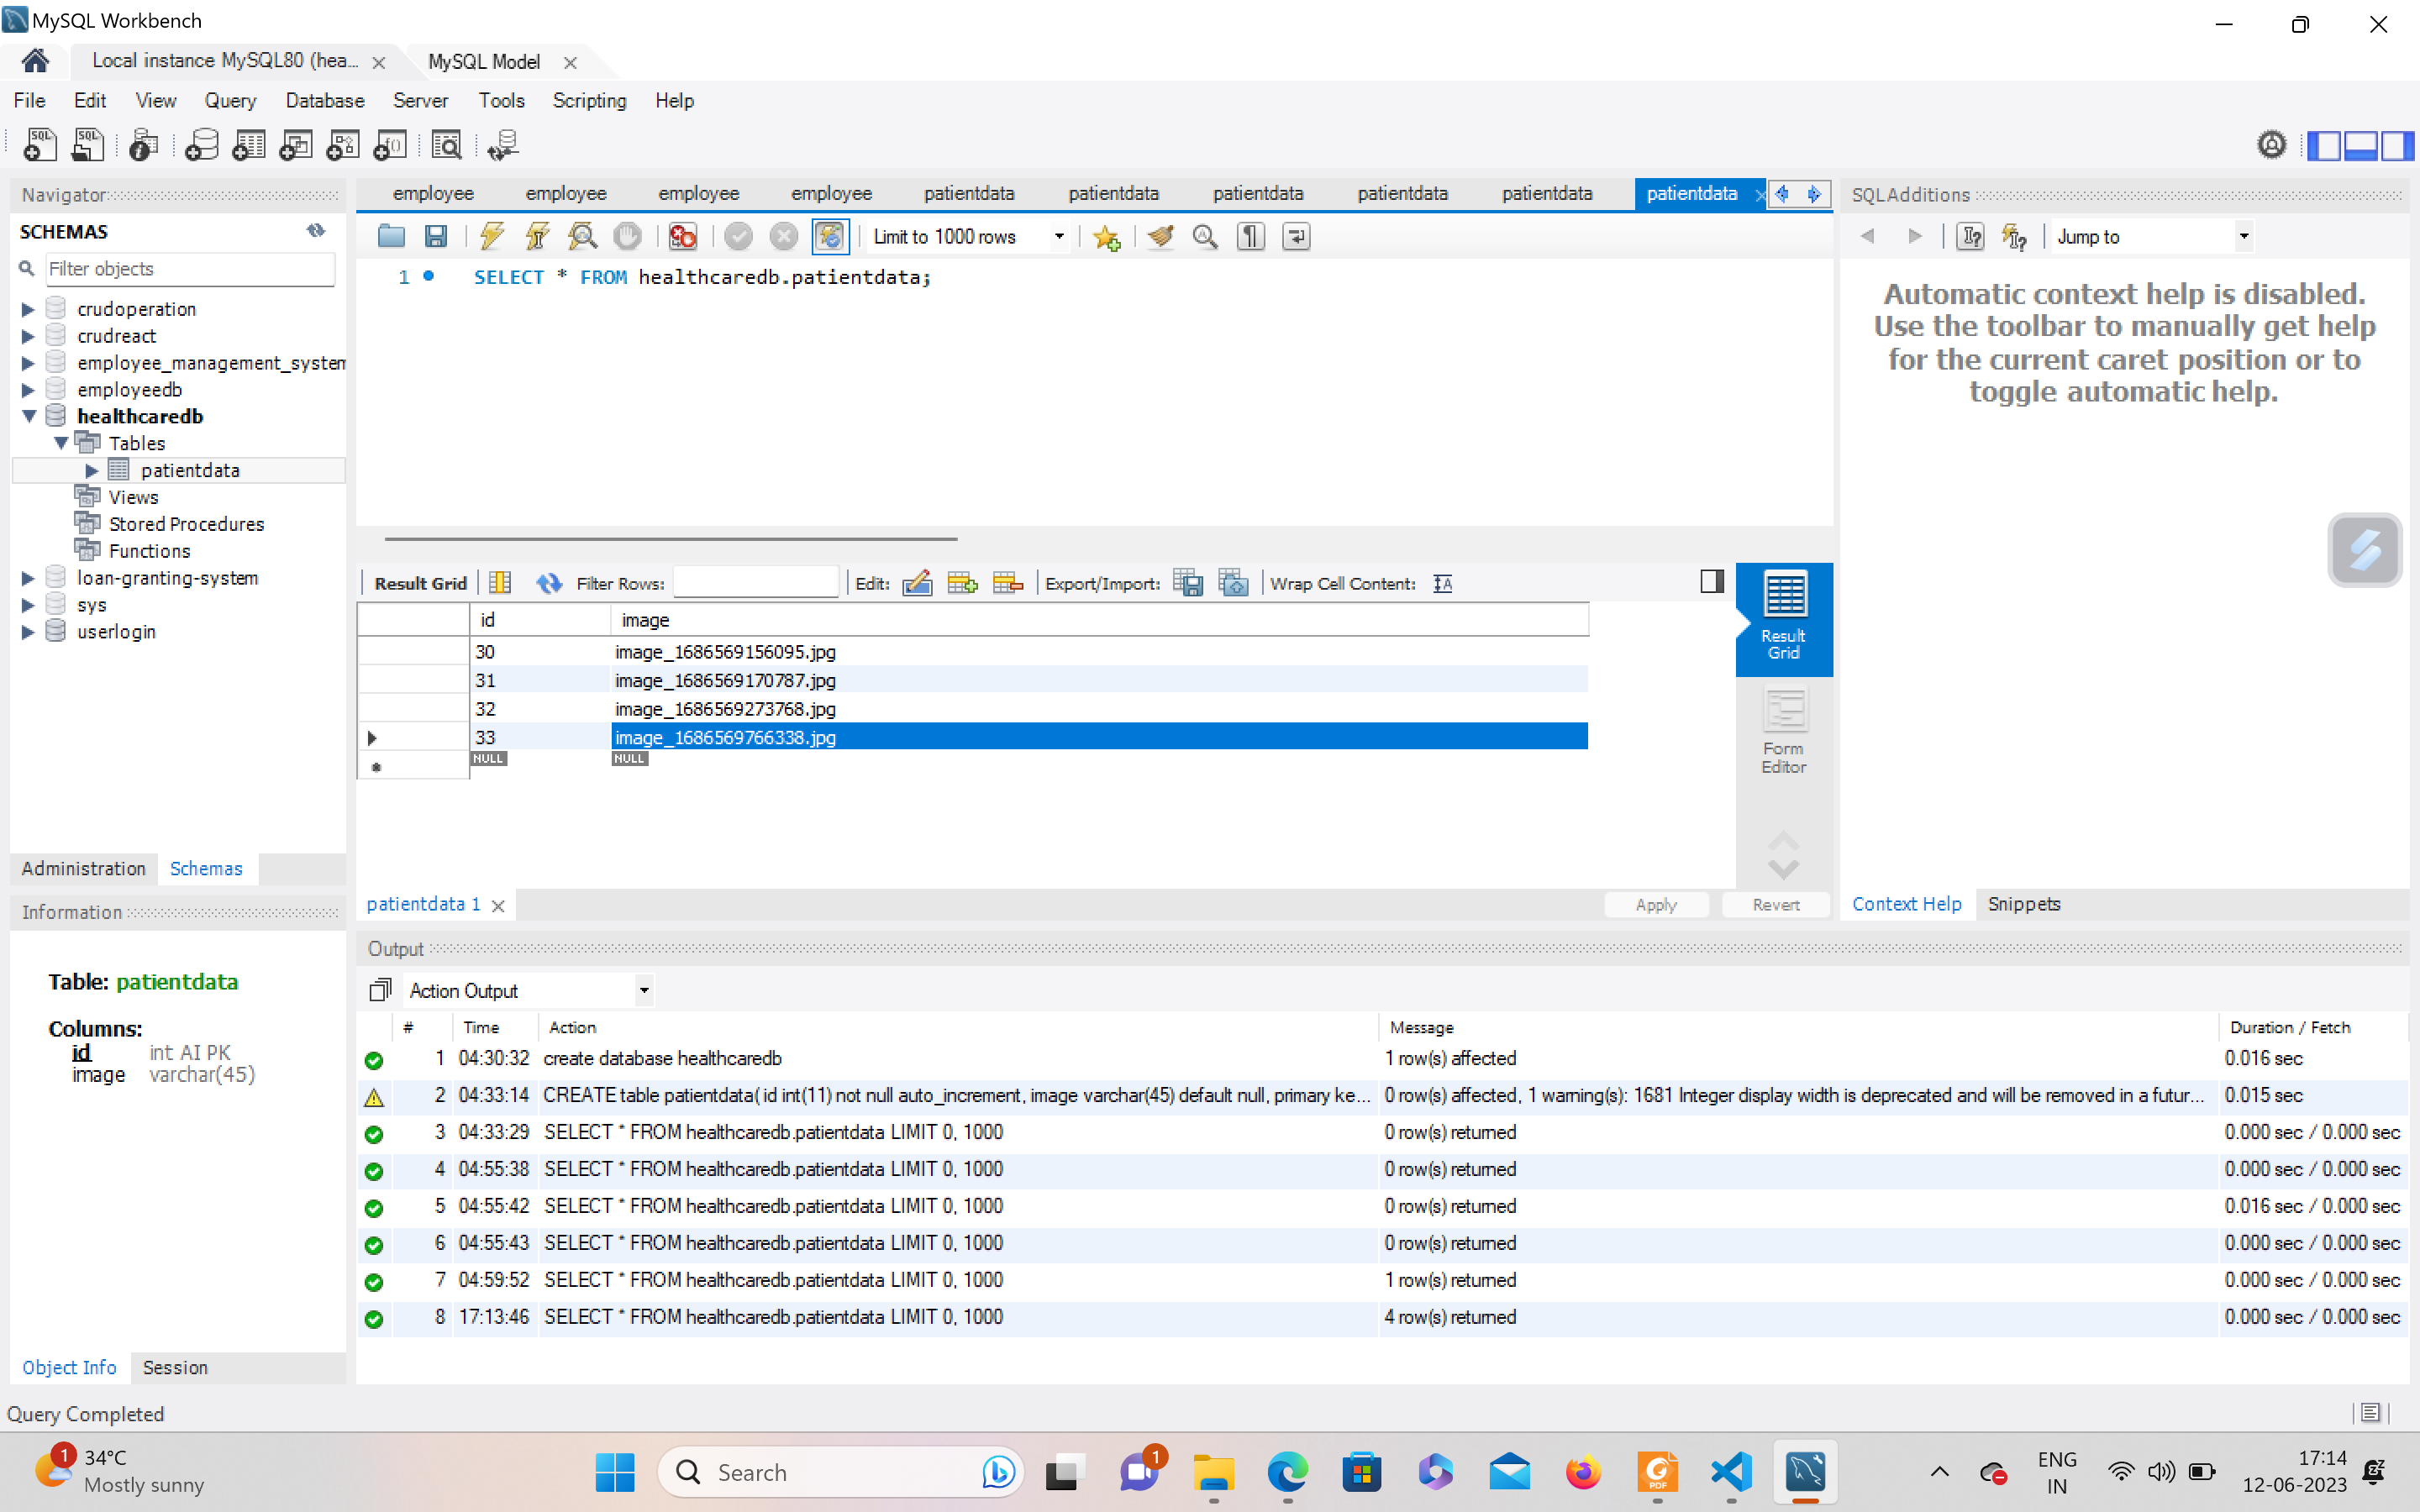 MySQL Workbench
Local instance MySQL80 (hea...
MySQL Model
File Edit View Query Database Server Tools Scripting Help
Navigator
SCHEMAS
Filter objects
crudoperation
crudreact
employee_management_system
employeedb
healthcaredb
Tables
patientdata
Views
Stored Procedures
Functions
loan-granting-system
sys
userlogin
Administration Schemas
Information
Table: patientdata
Columns:
id int AI PK
image varchar(45)
Object Info Session
employee employee employee employee patientdata patientdata patientdata patientdata patientdata patientdata
Limit to 1000 rows
1 SELECT * FROM healthcaredb.patientdata;
Result Grid Filter Rows: Edit: Export/Import: Wrap Cell Content:
id image
30 image_1686569156095.jpg
31 image_1686569170787.jpg
32 image_1686569273768.jpg
33 image_1686569766338.jpg
NULL NULL
Result
Grid
Form
Editor
patientdata 1
Apply Revert
SQLAdditions
Jump to
Automatic context help is disabled.
Use the toolbar to manually get help
for the current caret position or to
toggle automatic help.
Context Help Snippets
Output
Action Output
# Time Action Message Duration / Fetch
1 04:30:32 create database healthcaredb 1 row(s) affected 0.016 sec
2 04:33:14 CREATE table patientdata( id int(11) not null auto_increment, image varchar(45) default null, primary ke... 0 row(s) affected, 1 warning(s): 1681 Integer display width is deprecated and will be removed in a futur... 0.015 sec
3 04:33:29 SELECT * FROM healthcaredb.patientdata LIMIT 0, 1000 0 row(s) returned 0.000 sec / 0.000 sec
4 04:55:38 SELECT * FROM healthcaredb.patientdata LIMIT 0, 1000 0 row(s) returned 0.000 sec / 0.000 sec
5 04:55:42 SELECT * FROM healthcaredb.patientdata LIMIT 0, 1000 0 row(s) returned 0.016 sec / 0.000 sec
6 04:55:43 SELECT * FROM healthcaredb.patientdata LIMIT 0, 1000 0 row(s) returned 0.000 sec / 0.000 sec
7 04:59:52 SELECT * FROM healthcaredb.patientdata LIMIT 0, 1000 1 row(s) returned 0.000 sec / 0.000 sec
8 17:13:46 SELECT * FROM healthcaredb.patientdata LIMIT 0, 1000 4 row(s) returned 0.000 sec / 0.000 sec
Query Completed
1
34°C
Mostly sunny
Search
1
PDF
ENG
IN
17:14
12-06-2023